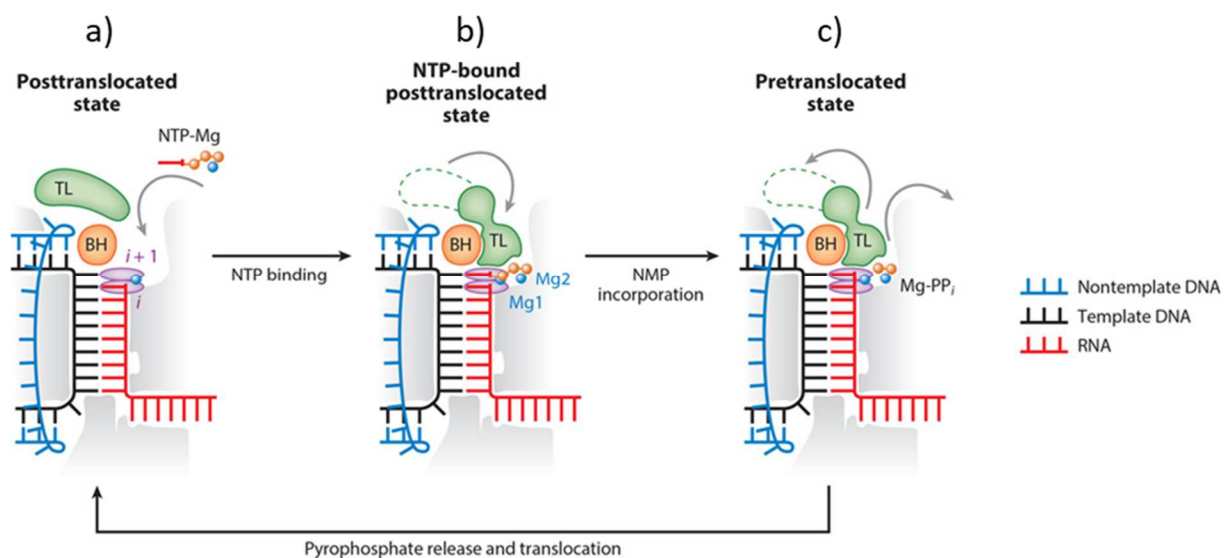 a)
b)
c)
Posttranslocated
state
NTP-bound
posttranslocated
state
Pretranslocated
state
NTP-Mg
TL
BH
i + 1
i
NTP binding
BH
TL
Mg2
Mg1
NMP
incorporation
BH
TL
Mg-PPi
Nontemplate DNA
Template DNA
RNA
Pyrophosphate release and translocation